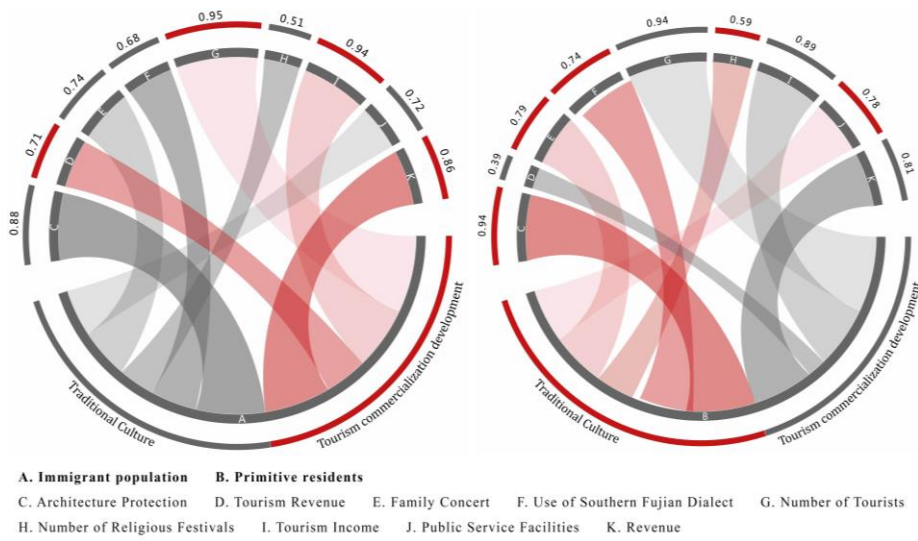 0.88
0.71
0.74
0.68
0.95
0.51
0.94
0.72
0.86
C
D
E
F
G
H
I
J
K
A
Traditional Culture
Tourism commercialization development
0.94
0.39
0.79
0.74
0.94
0.59
0.89
0.78
0.81
C
D
E
F
G
H
I
J
K
B
Traditional Culture
Tourism commercialization development
A. Immigrant population B. Primitive residents
C. Architecture Protection D. Tourism Revenue E. Family Concert F. Use of Southern Fujian Dialect G. Number of Tourists
H. Number of Religious Festivals I. Tourism Income J. Public Service Facilities K. Revenue